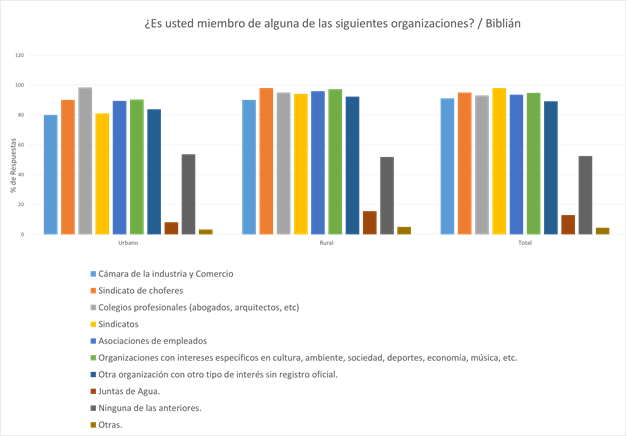 ¿Es usted miembro de alguna de las siguientes organizaciones? / Biblián
120
100
80
60
40
20
0
% de Respuestas
Urbano Rural Total
Cámara de la industria y Comercio
Sindicato de choferes
Colegios profesionales (abogados, arquitectos, etc)
Sindicatos
Asociaciones de empleados
Organizaciones con intereses específicos en cultura, ambiente, sociedad, deportes, economía, música, etc.
Otra organización con otro tipo de interés sin registro oficial.
Juntas de Agua.
Ninguna de las anteriores.
Otras.